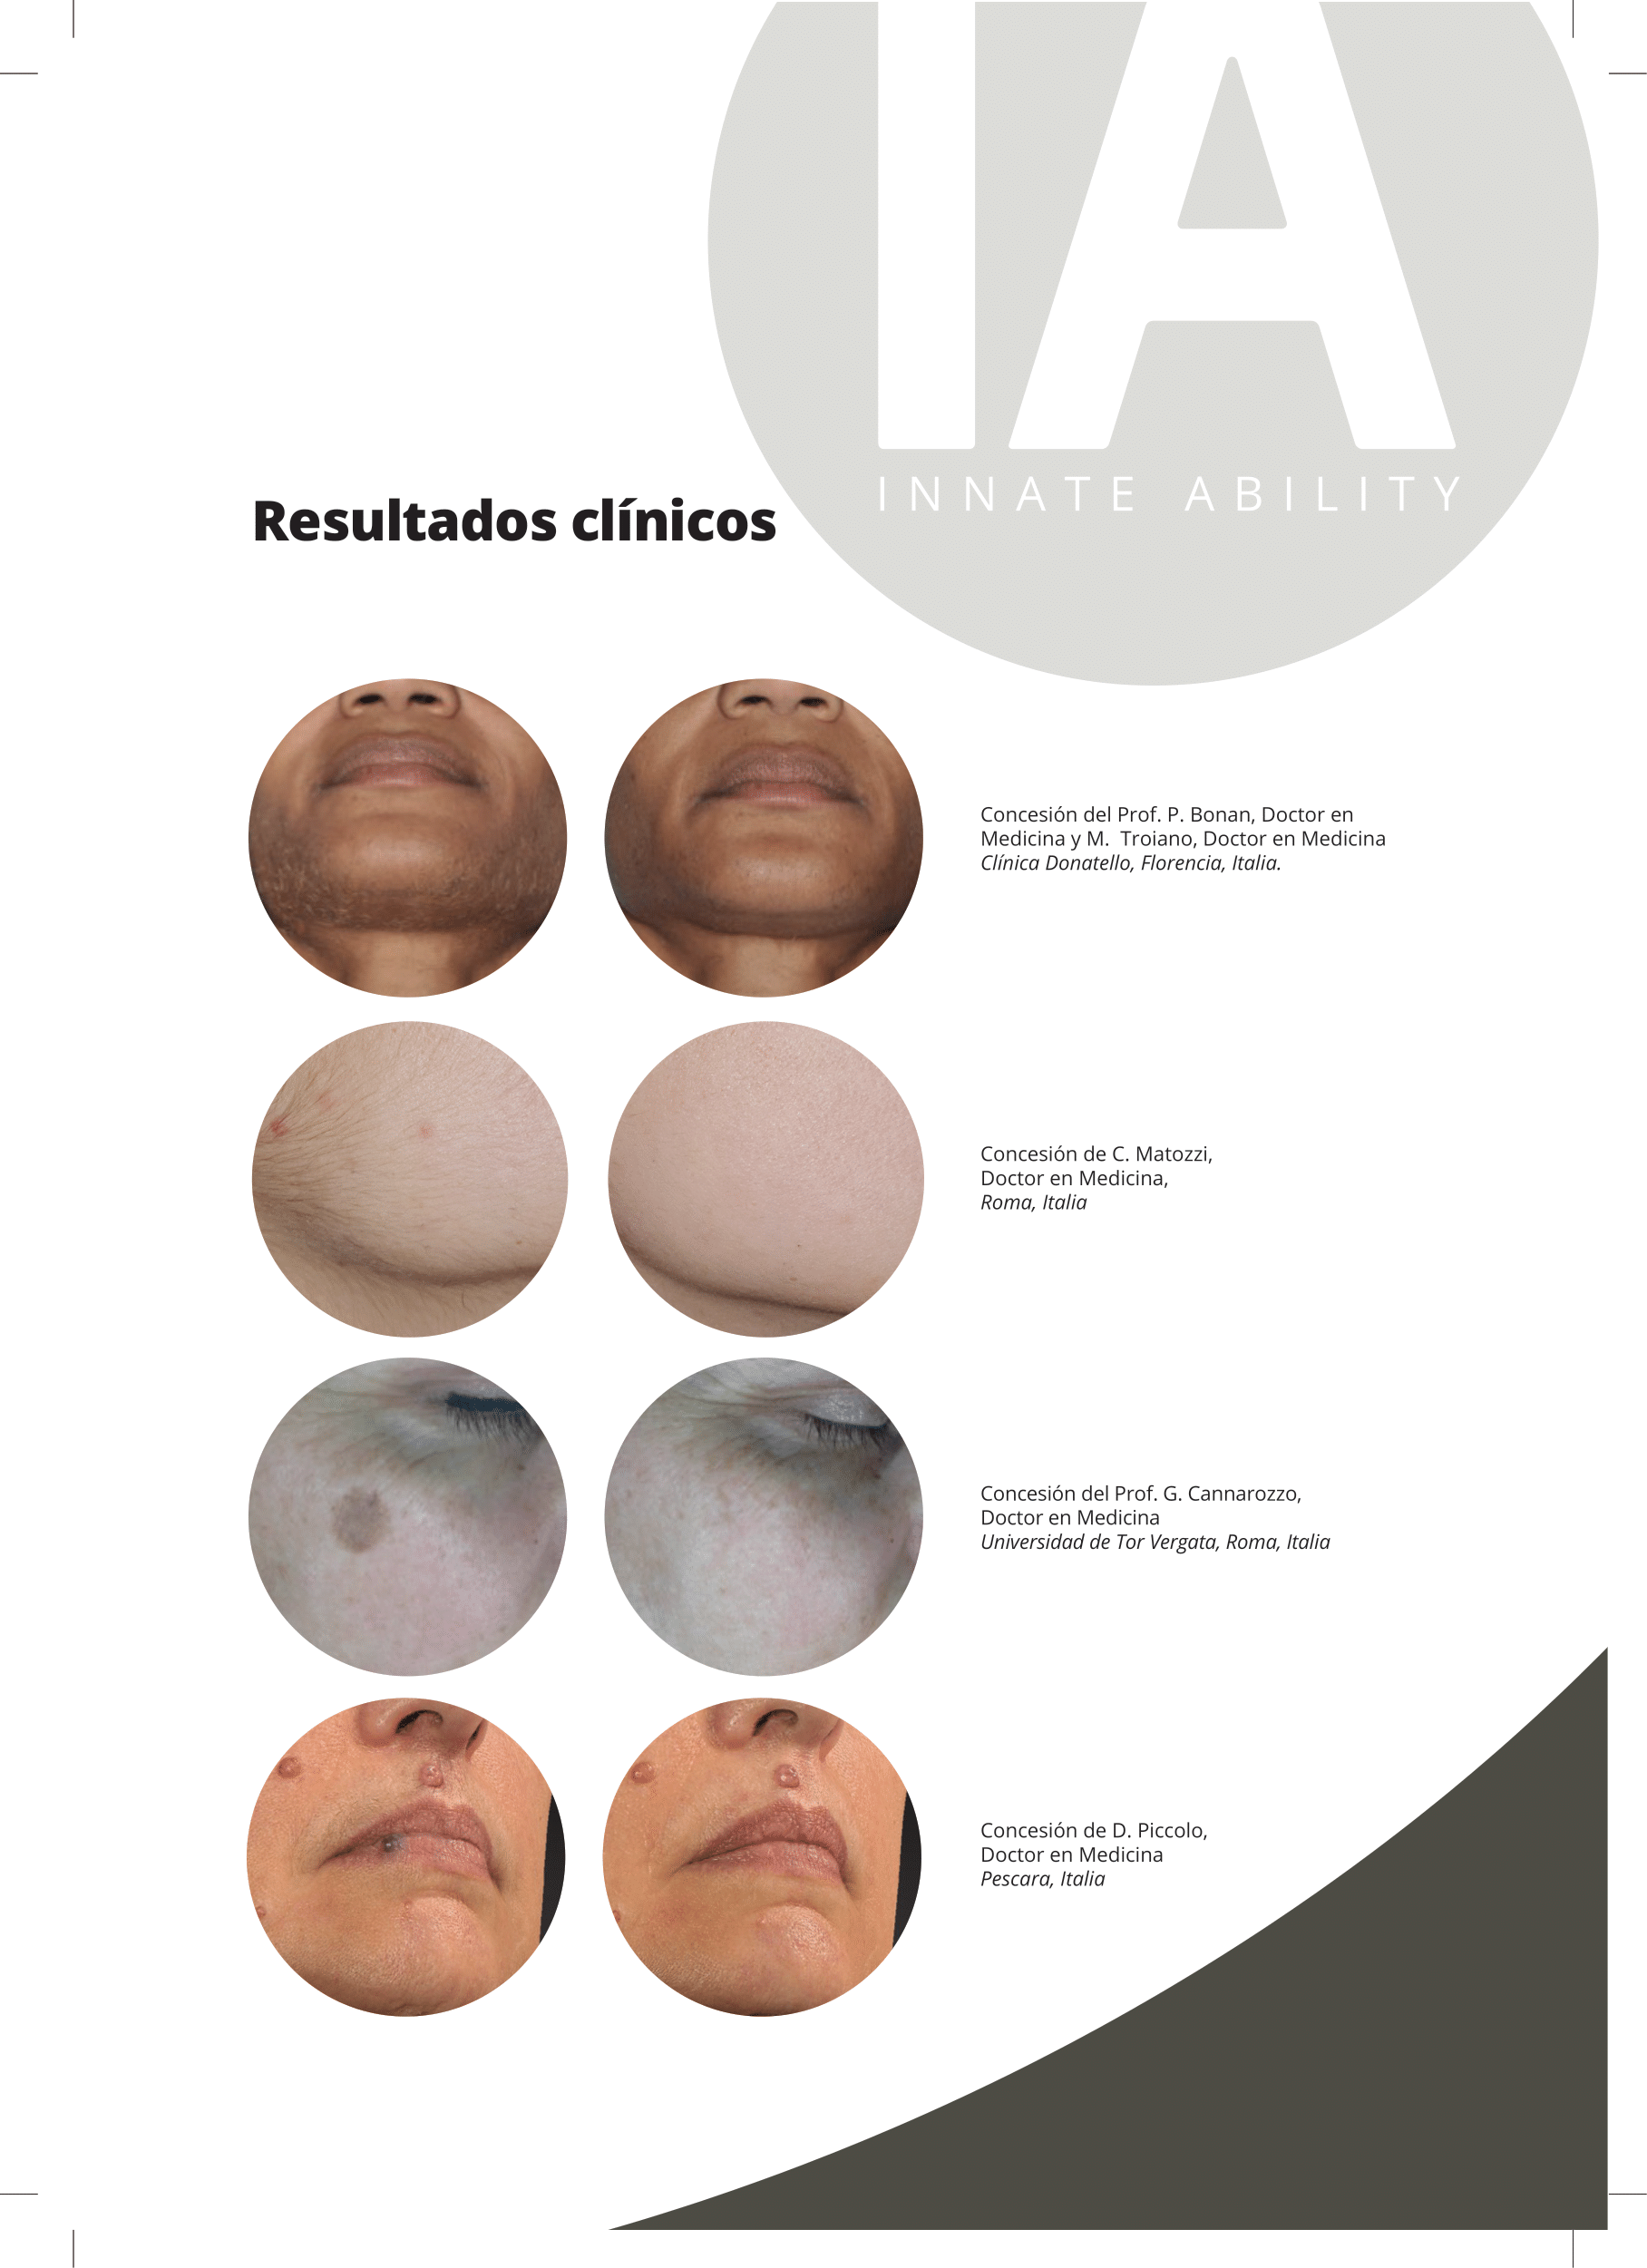 IA
INNATE ABILITY
Resultados clínicos
Concesión del Prof. P. Bonan, Doctor en
Medicina y M. Troiano, Doctor en Medicina
Clínica Donatello, Florencia, Italia.
Concesión de C. Matozzi,
Doctor en Medicina,
Roma, Italia
Concesión del Prof. G. Cannarozzo,
Doctor en Medicina
Universidad de Tor Vergata, Roma, Italia
Concesión de D. Piccolo,
Doctor en Medicina
Pescara, Italia